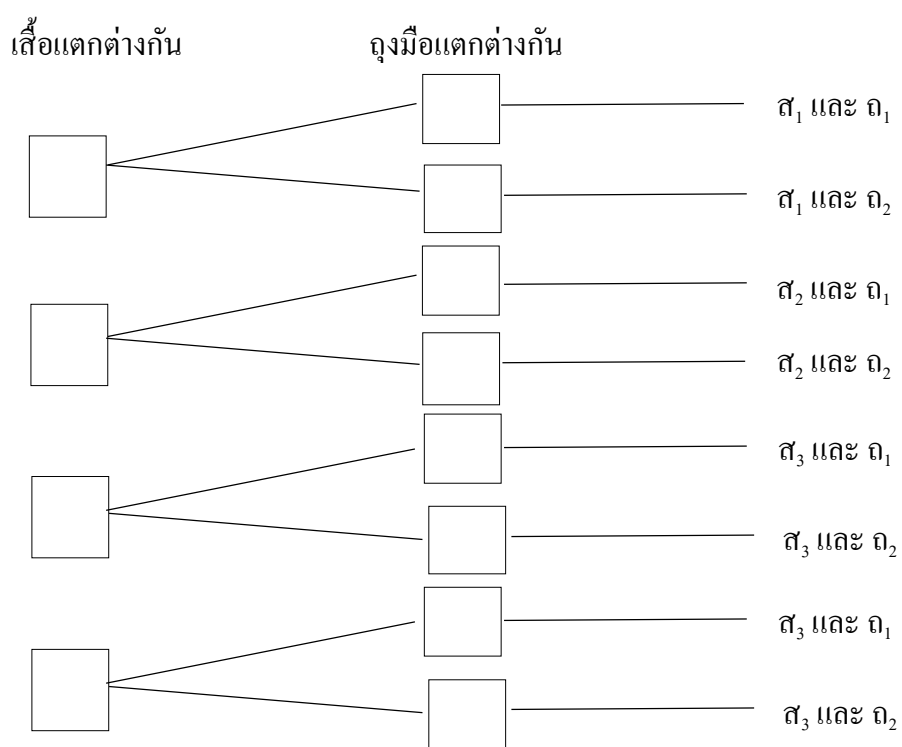 เสื้อแตกต่างกัน ถุงมือแตกต่างกัน
ส₁ และ ถ₁
ส₁ และ ถ₂
ส₂ และ ถ₁
ส₂ และ ถ₂
ส₃ และ ถ₁
ส₃ และ ถ₂
ส₃ และ ถ₁
ส₃ และ ถ₂